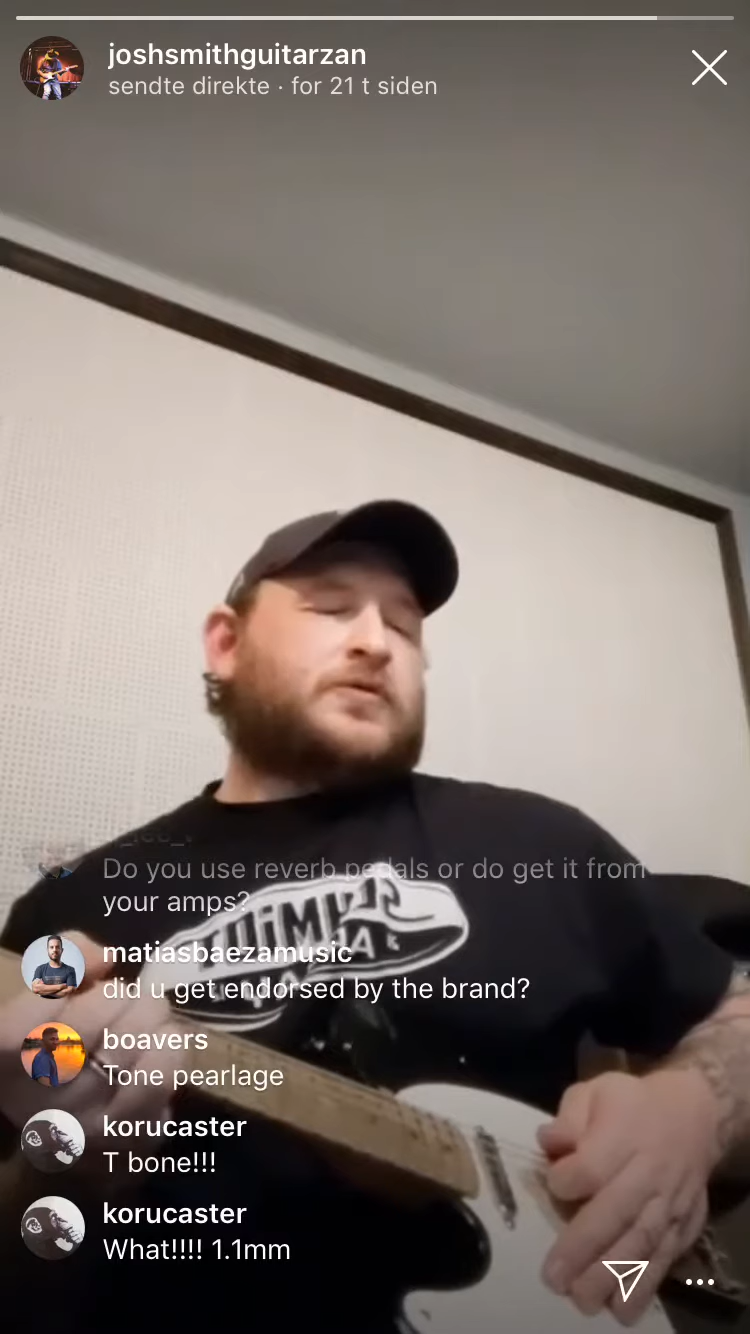 joshsmithguitarzan
sendte direkte · for 21 t siden
Do you use reverb pedals or do get it from
your amps?
matiasbaezamusic
did u get endorsed by the brand?
boavers
Tone pearlage
korucaster
T bone!!!
korucaster
What!!!! 1.1mm